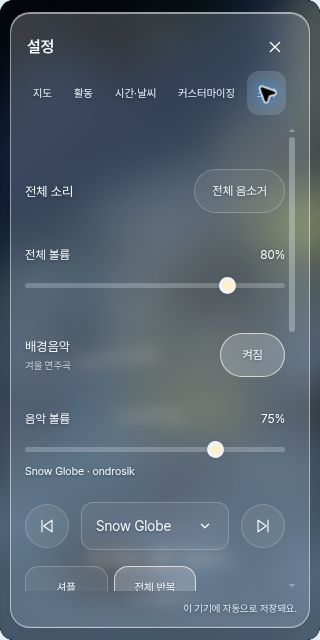 설정
지도
활동
시간·날씨
커스터마이징
전체 소리
전체 음소거
전체 볼륨
80%
배경음악
겨울 연주곡
켜짐
음악 볼륨
75%
Snow Globe · ondrosik
Snow Globe
셔플
전체 반복
이 기기에 자동으로 저장돼요.